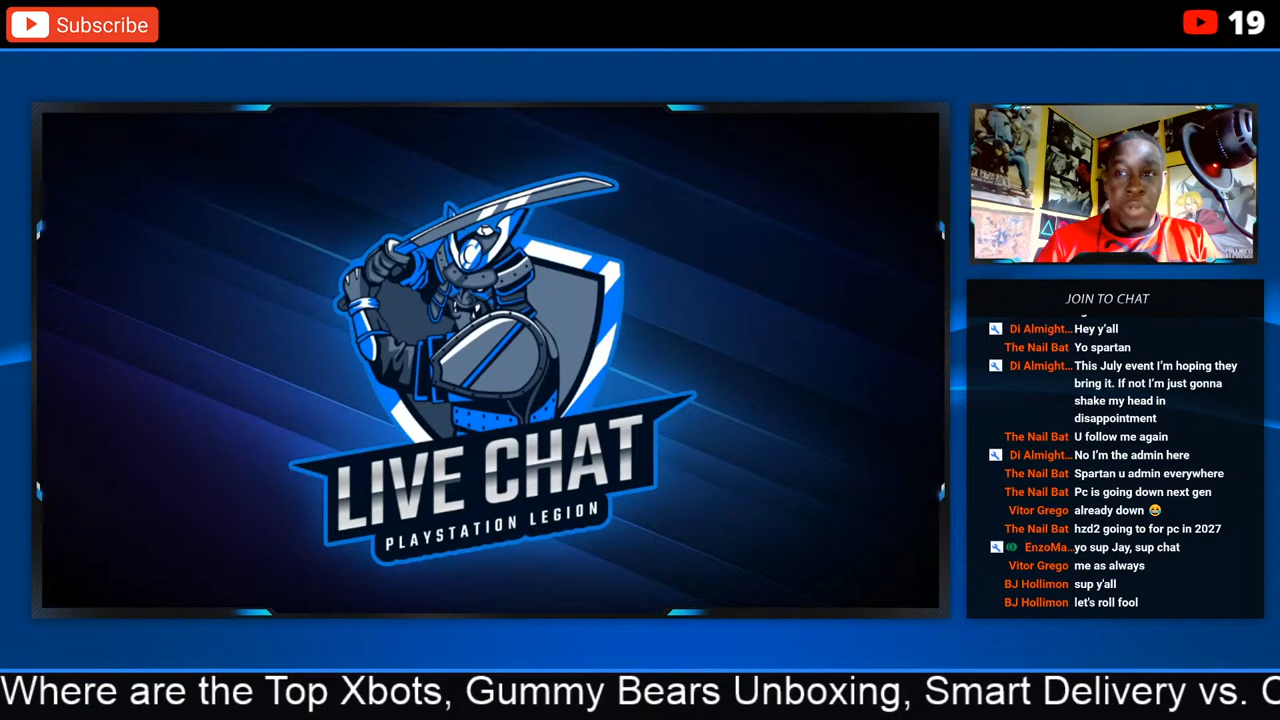 Subscribe
19
JOIN TO CHAT
Di Almight... Hey y'all
The Nail Bat Yo spartan
Di Almight... This July event I'm hoping they
bring it. If not I'm just gonna
shake my head in
disappointment
The Nail Bat U follow me again
Di Almight... No I'm the admin here
The Nail Bat Spartan u admin everywhere
The Nail Bat Pc is going down next gen
Vitor Grego already down 😂
The Nail Bat hzd2 going to for pc in 2027
EnzoMa... yo sup Jay, sup chat
Vitor Grego me as always
BJ Hollimon sup y'all
BJ Hollimon let's roll fool
LIVE CHAT
PLAYSTATION LEGION
Where are the Top Xbots, Gummy Bears Unboxing, Smart Delivery vs.